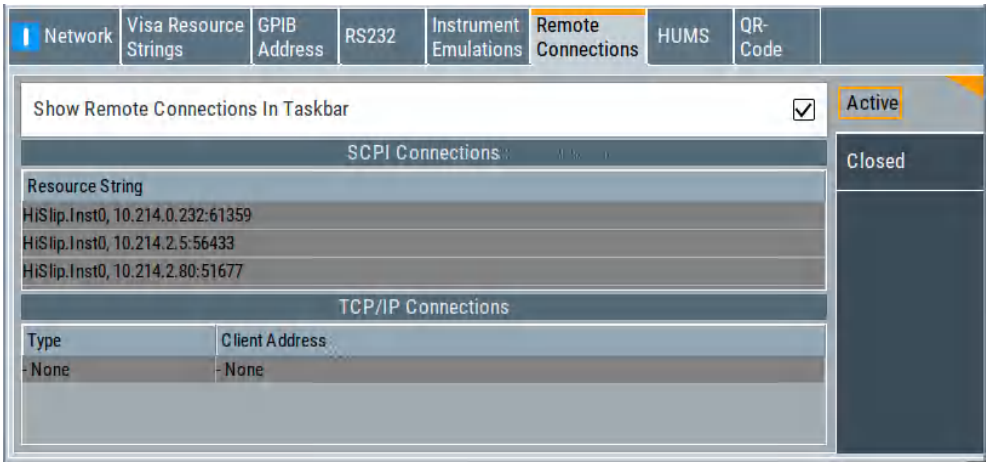 Network
Visa Resource
Strings
GPIB
Address
RS232
Instrument
Emulations
Remote
Connections
HUMS
QR-
Code
Show Remote Connections In Taskbar
Active
Closed
SCPI Connections
Resource String
HiSlip.Inst0, 10.214.0.232:61359
HiSlip.Inst0, 10.214.2.5:56433
HiSlip.Inst0, 10.214.2.80:51677
TCP/IP Connections
Type Client Address
- None - None